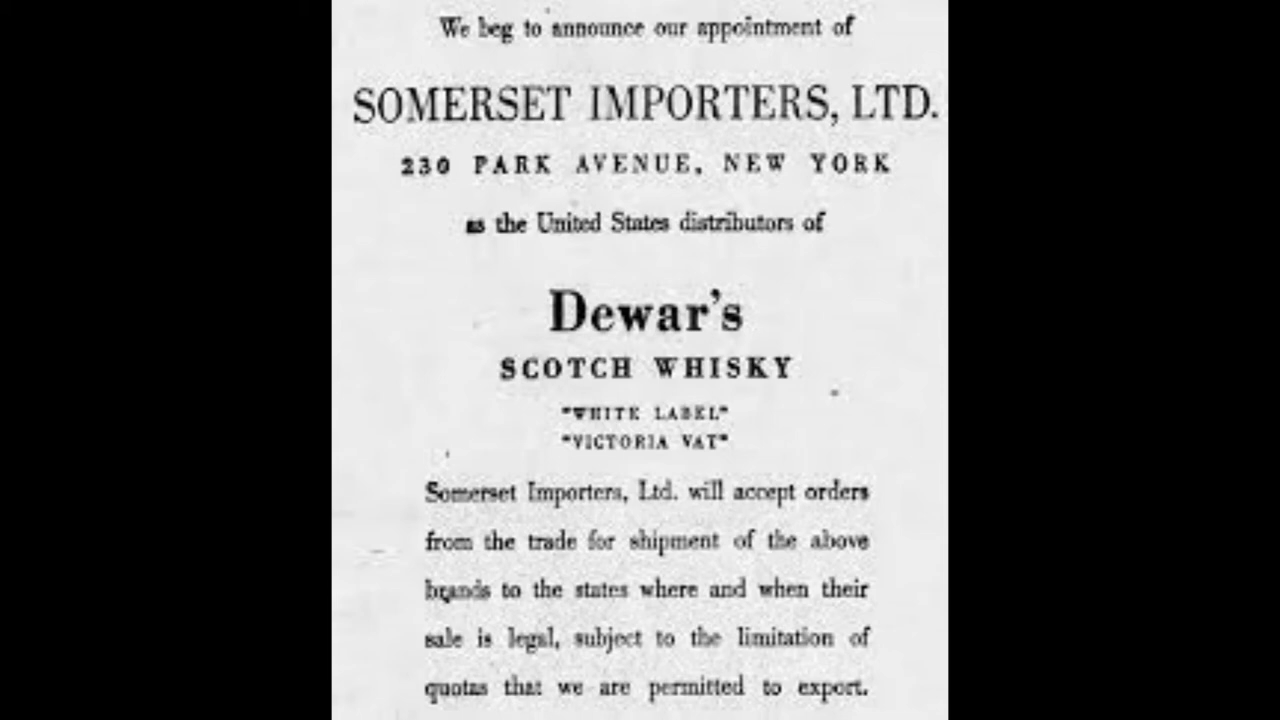 We beg to announce our appointment of
SOMERSET IMPORTERS, LTD.
230 PARK AVENUE, NEW YORK
as the United States distributors of
Dewar's
SCOTCH WHISKY
"WHITE LABEL"
"VICTORIA VAT"
Somerset Importers, Ltd. will accept orders
from the trade for shipment of the above
brands to the states where and when their
sale is legal, subject to the limitation of
quotas that we are permitted to export.